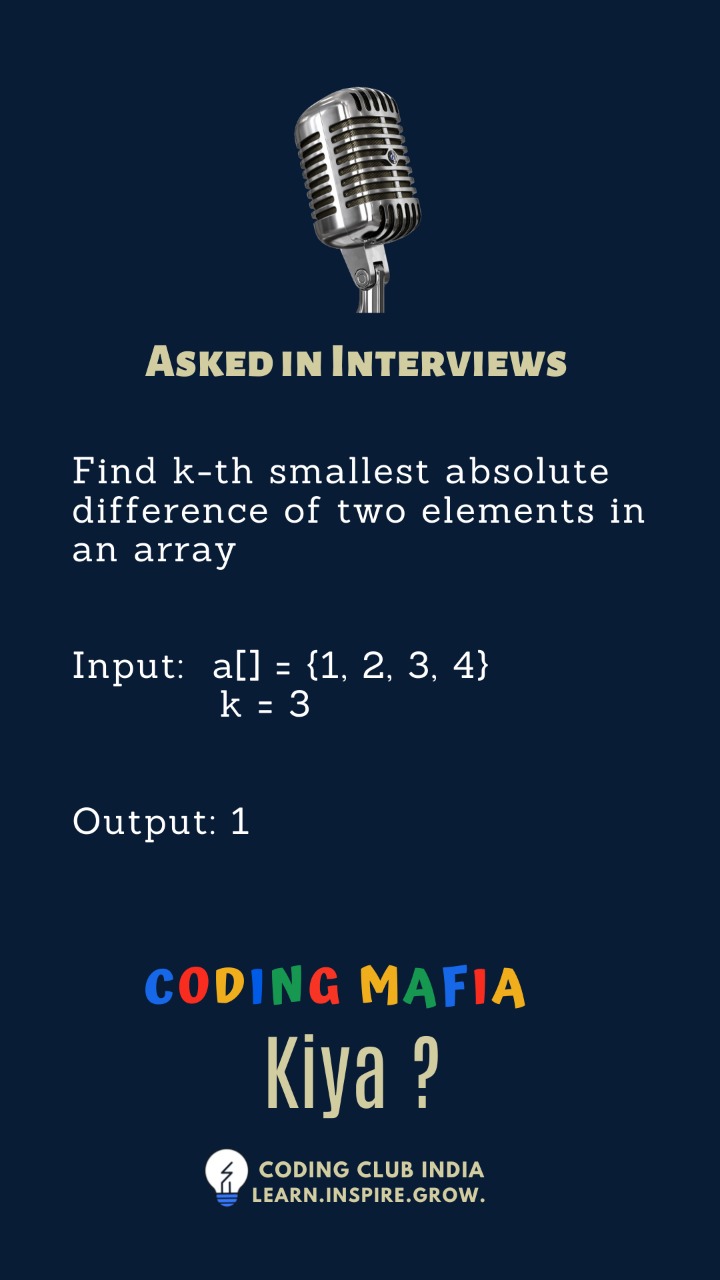 Asked in Interviews
Find k-th smallest absolute
difference of two elements in
an array
Input: a[] = {1, 2, 3, 4}
k = 3
Output: 1
CODING MAFIA
Kiya ?
CODING CLUB INDIA
LEARN.INSPIRE.GROW.